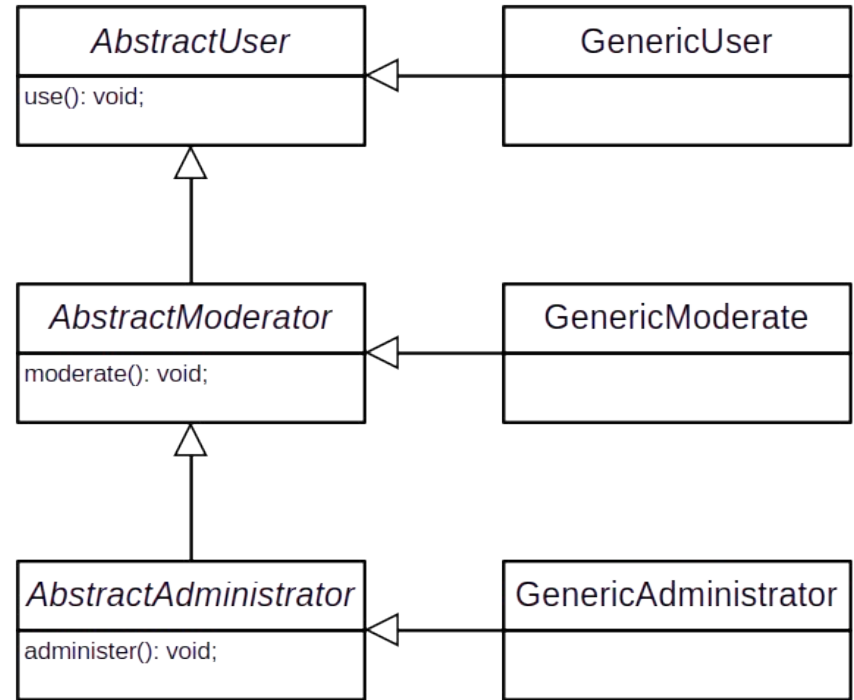 AbstractUser
use(): void;
GenericUser
AbstractModerator
moderate(): void;
GenericModerate
AbstractAdministrator
administer(): void;
GenericAdministrator